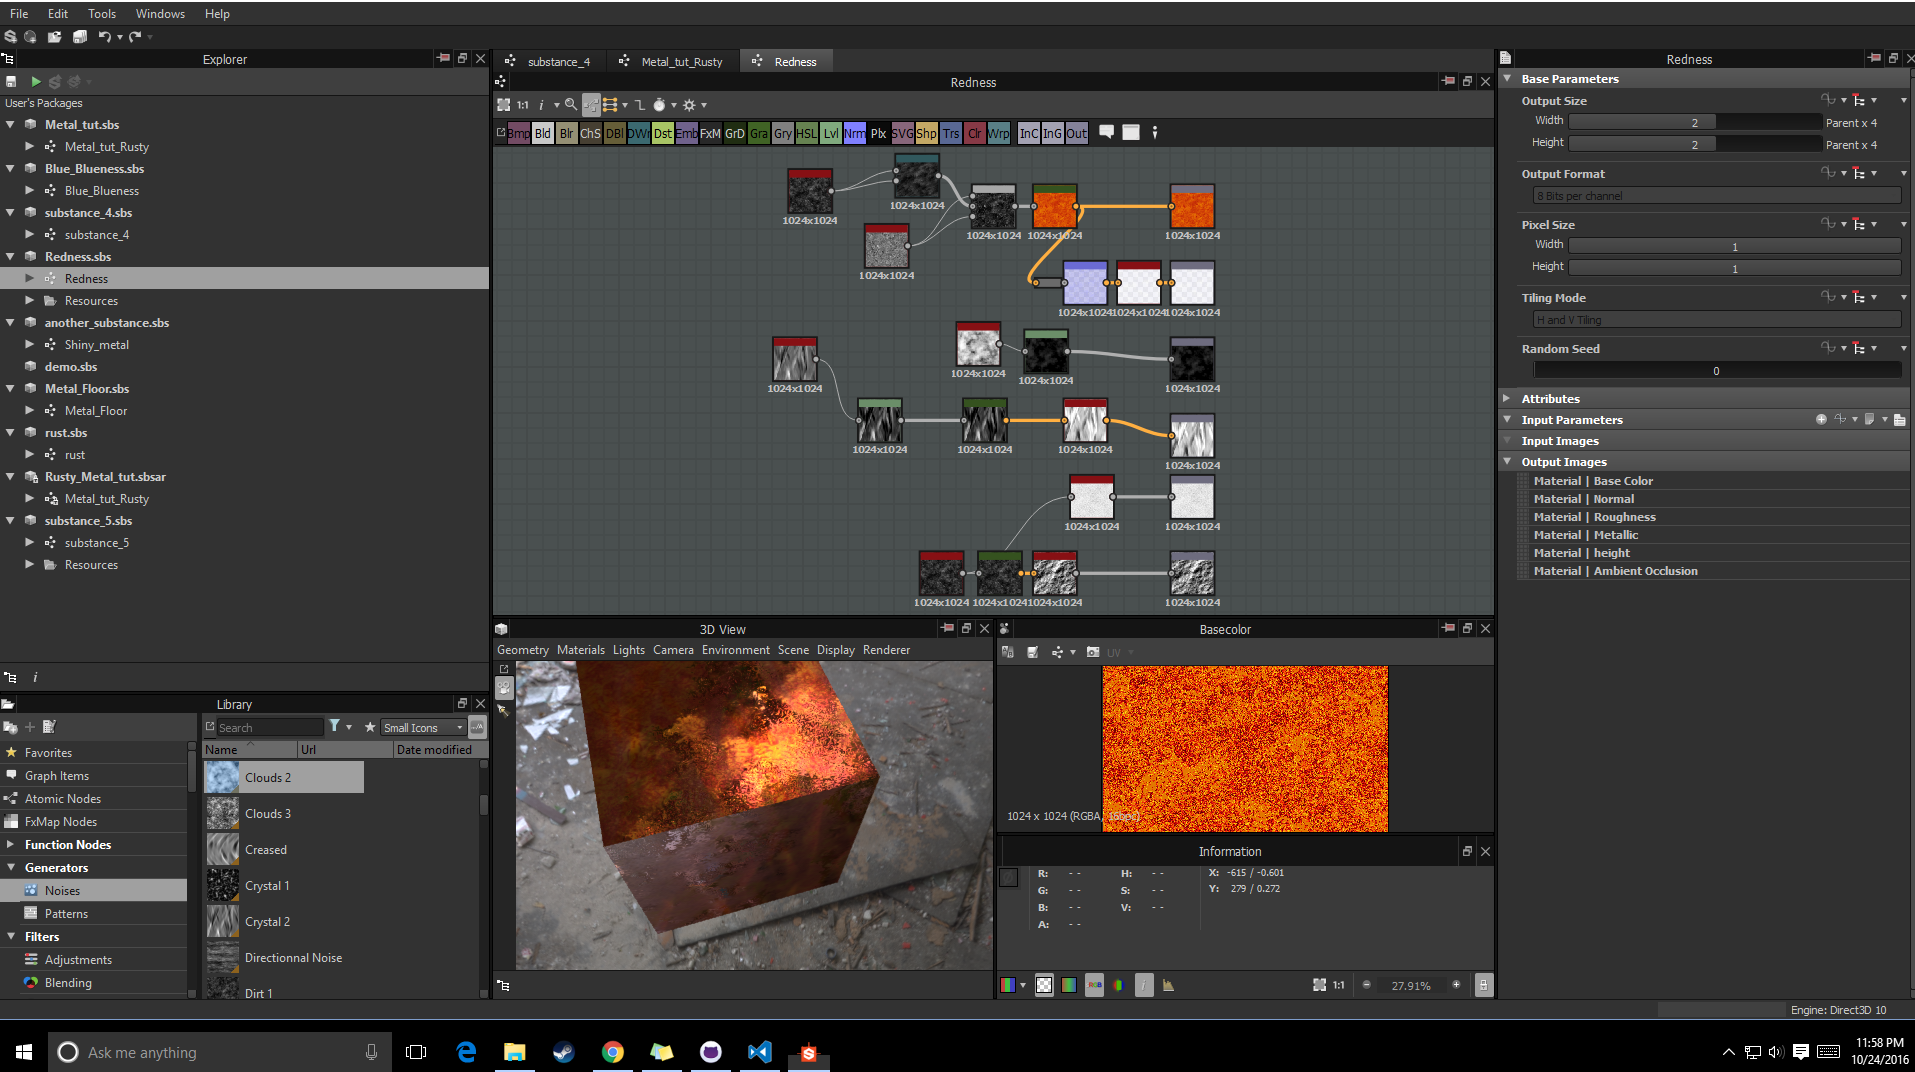 File Edit Tools Windows Help
Explorer
User's Packages
Metal_tut.sbs
Metal_tut_Rusty
Blue_Blueness.sbs
Blue_Blueness
substance_4.sbs
substance_4
Redness.sbs
Redness
Resources
another_substance.sbs
Shiny_metal
demo.sbs
Metal_Floor.sbs
Metal_Floor
rust.sbs
rust
Rusty_Metal_tut.sbsar
Metal_tut_Rusty
substance_5.sbs
substance_5
Resources
i
Library
Search
Small Icons
Name Url Date modified
Favorites
Graph Items
Atomic Nodes
FxMap Nodes
Function Nodes
Generators
Noises
Patterns
Filters
Adjustments
Blending
Clouds 2
Clouds 3
Creased
Crystal 1
Crystal 2
Directionnal Noise
Dirt 1
substance_4 Metal_tut_Rusty Redness
Redness
1:1 i
Bmp Bld Blr ChS DBl DWr Dst Emb FxM GrD Gra Gry HSL Lvl Nrm Plx SVG Shp Trs Clr Wrp InC InG Out
1024x1024
1024x1024
1024x1024 1024x1024 1024x1024
1024x1024
1024x1024 1024x1024 1024x1024
1024x1024 1024x1024
1024x1024 1024x1024
1024x1024 1024x1024 1024x1024
1024x1024
1024x1024 1024x1024
1024x1024 1024x1024 1024x1024 1024x1024
3D View
Geometry Materials Lights Camera Environment Scene Display Renderer
Basecolor
UV
1024 x 1024 (RGBA,
Information
R: -- H: -- X: -615 / -0.601
G: -- S: -- Y: 279 / 0.272
B: -- V: --
A: --
RGB i 1:1 27.91%
Redness
Base Parameters
Output Size
Width 2 Parent x 4
Height 2 Parent x 4
Output Format
8 Bits per channel
Pixel Size
Width 1
Height 1
Tiling Mode
H and V Tiling
Random Seed
0
Attributes
Input Parameters
Input Images
Output Images
Material | Base Color
Material | Normal
Material | Roughness
Material | Metallic
Material | height
Material | Ambient Occlusion
Engine: Direct3D 10
Ask me anything
11:58 PM
10/24/2016